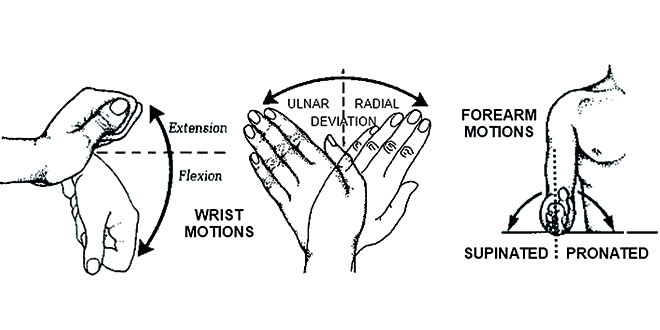 Extension
Flexion
WRIST
MOTIONS
ULNAR RADIAL
DEVIATION
FOREARM
MOTIONS
SUPINATED PRONATED